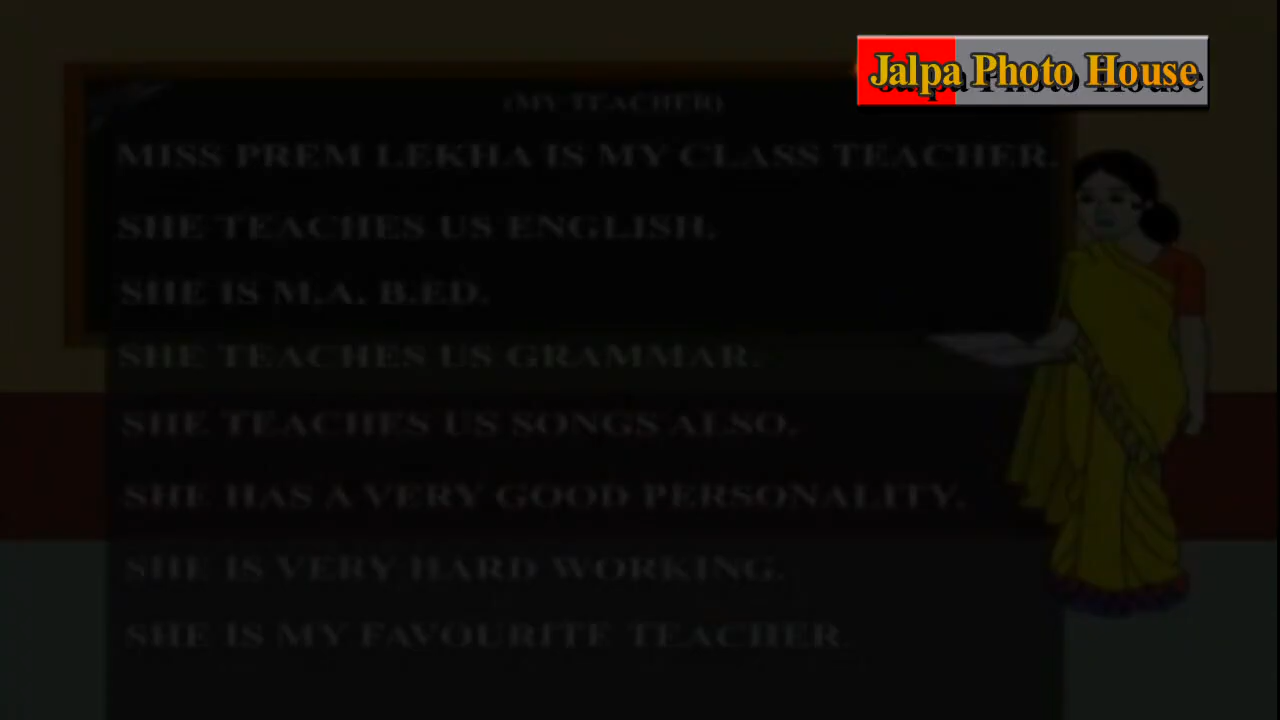 Jalpa Photo House
(MY TEACHER)
MISS PREM LEKHA IS MY CLASS TEACHER.
SHE TEACHES US ENGLISH.
SHE IS M.A. B.ED.
SHE TEACHES US GRAMMAR.
SHE TEACHES US SONGS ALSO.
SHE HAS A VERY GOOD PERSONALITY.
SHE IS VERY HARD WORKING.
SHE IS MY FAVOURITE TEACHER.